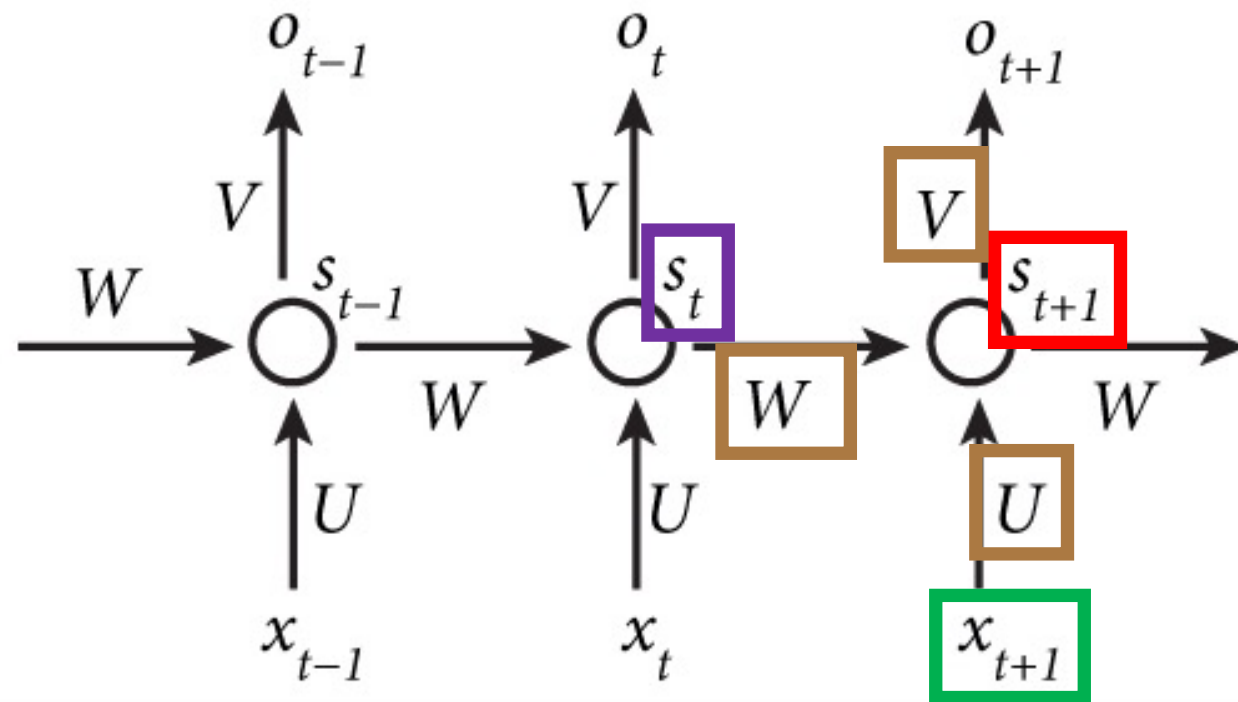 o_{t-1} o_t o_{t+1}
V V V
W s_{t-1} s_t s_{t+1}
W W W
U U U
x_{t-1} x_t x_{t+1}